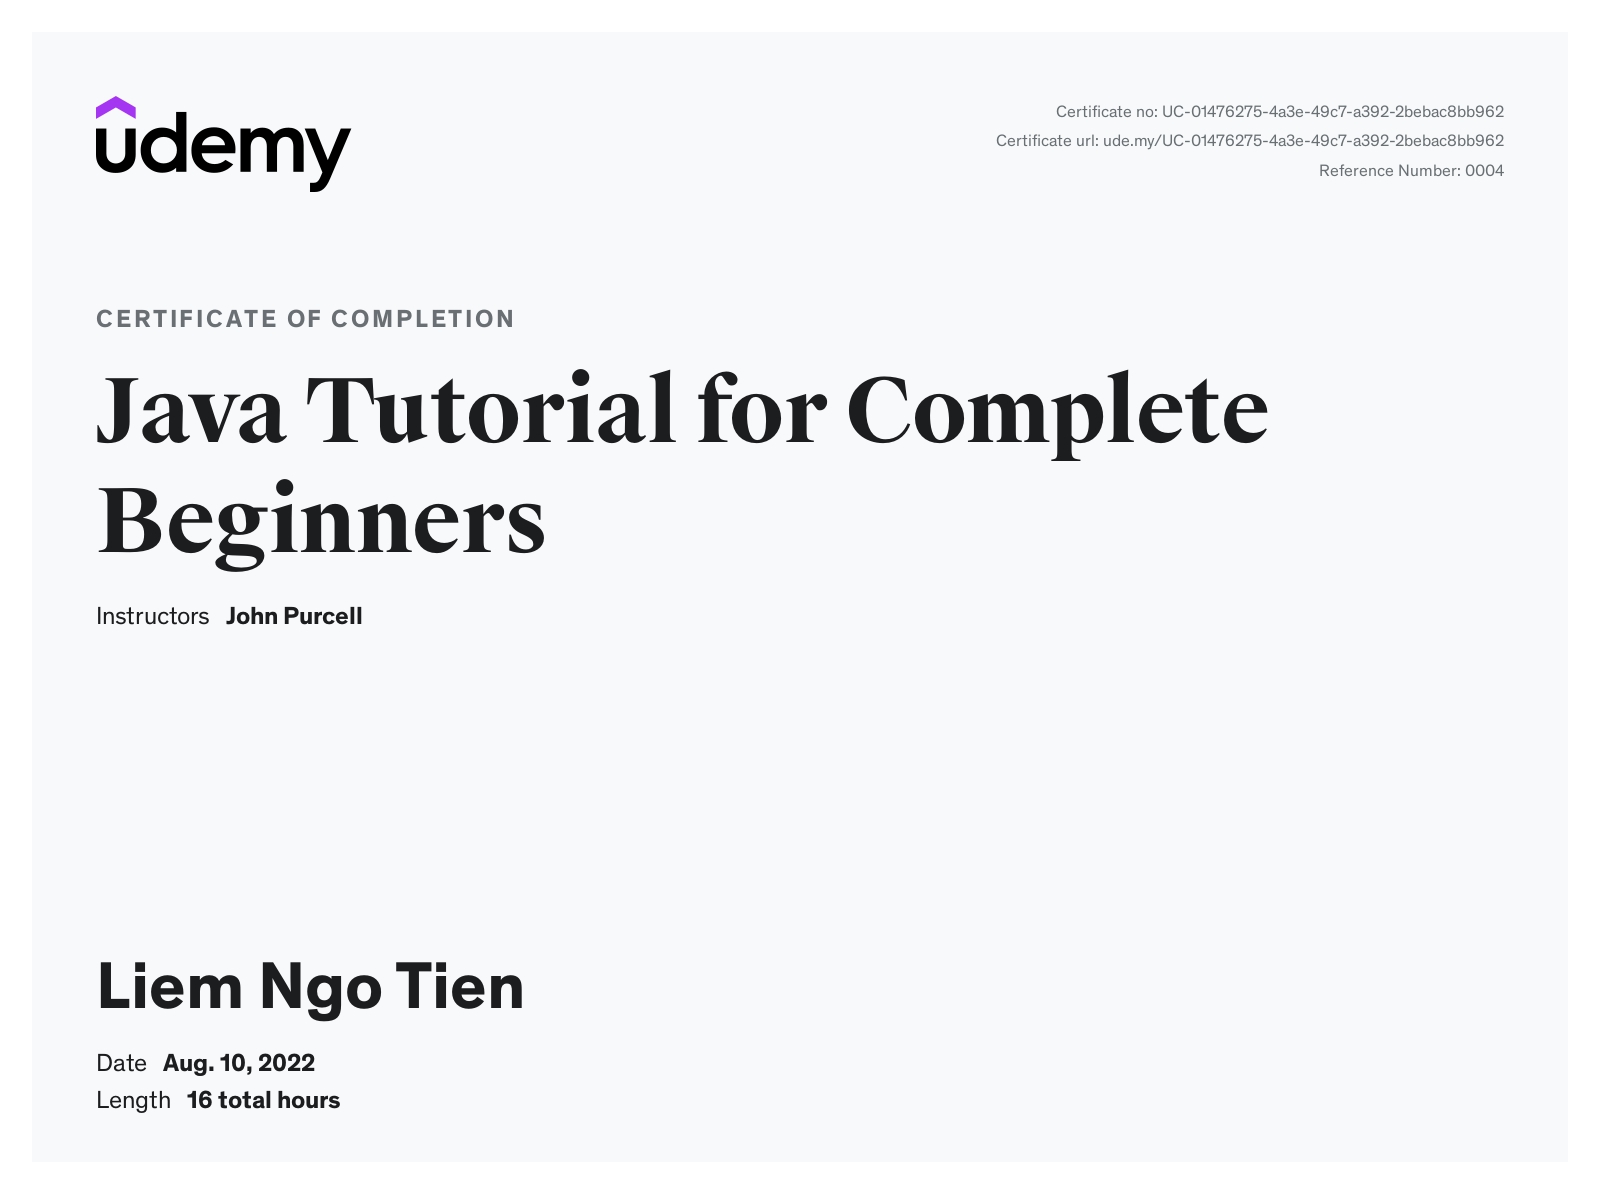 udemy
Certificate no: UC-01476275-4a3e-49c7-a392-2bebac8bb962
Certificate url: ude.my/UC-01476275-4a3e-49c7-a392-2bebac8bb962
Reference Number: 0004
CERTIFICATE OF COMPLETION
Java Tutorial for Complete
Beginners
Instructors John Purcell
Liem Ngo Tien
Date Aug. 10, 2022
Length 16 total hours